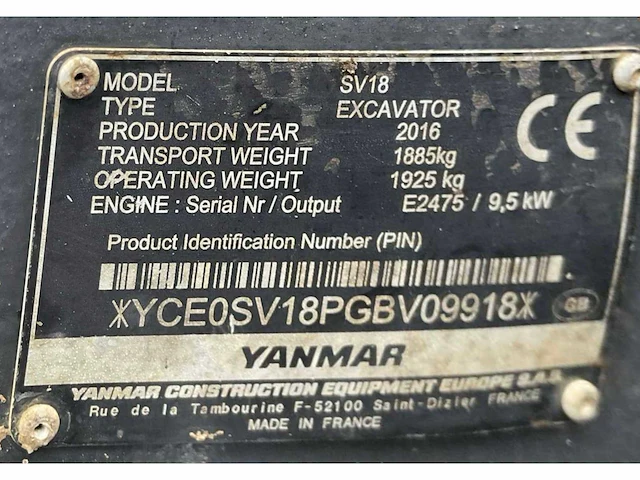 MODEL SV18
TYPE EXCAVATOR
PRODUCTION YEAR 2016
TRANSPORT WEIGHT 1885kg
OPERATING WEIGHT 1925 kg
ENGINE : Serial Nr / Output E2475 / 9,5 kW
CE
Product Identification Number (PIN)
*YCE0SV18PGBV09918*
GB
YANMAR
YANMAR CONSTRUCTION EQUIPMENT EUROPE S.A.S.
Rue de la Tambourine F-52100 Saint-Dizier FRANCE
MADE IN FRANCE